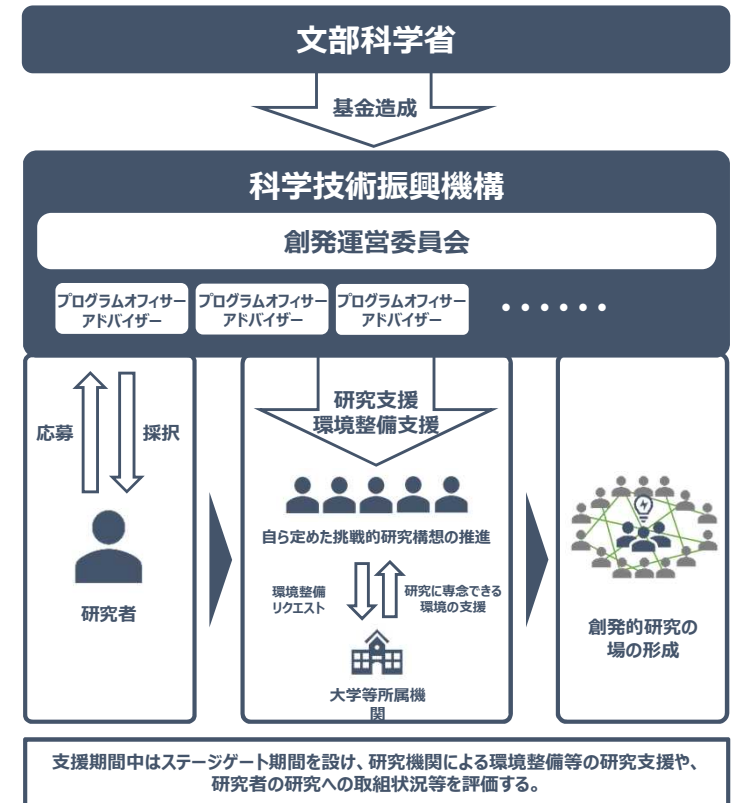 文部科学省
基金造成
科学技術振興機構
創発運営委員会
プログラムオフィサー
アドバイザー
プログラムオフィサー
アドバイザー
プログラムオフィサー
アドバイザー
・・・・・・
応募
採択
研究者
研究支援
環境整備支援
自ら定めた挑戦的研究構想の推進
環境整備
リクエスト
研究に専念できる
環境の支援
大学等所属機
関
創発的研究の
場の形成
支援期間中はステージゲート期間を設け、研究機関による環境整備等の研究支援や、
研究者の研究への取組状況等を評価する。